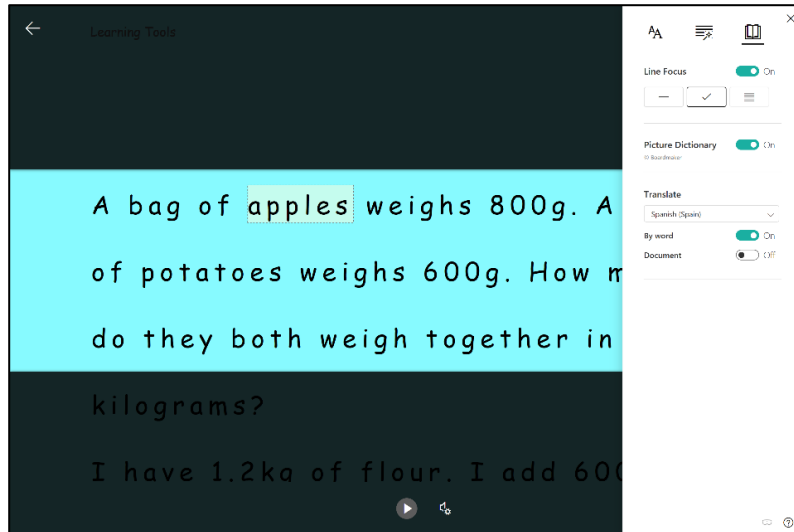 Learning Tools
A bag of apples weighs 800g. A
of potatoes weighs 600g. How
do they both weigh together in
kilograms?
I have 1.2kg of flour. I add
AA
Line Focus On
Picture Dictionary On
© Boardmaker
Translate
Spanish (Spain)
By word On
Document Off